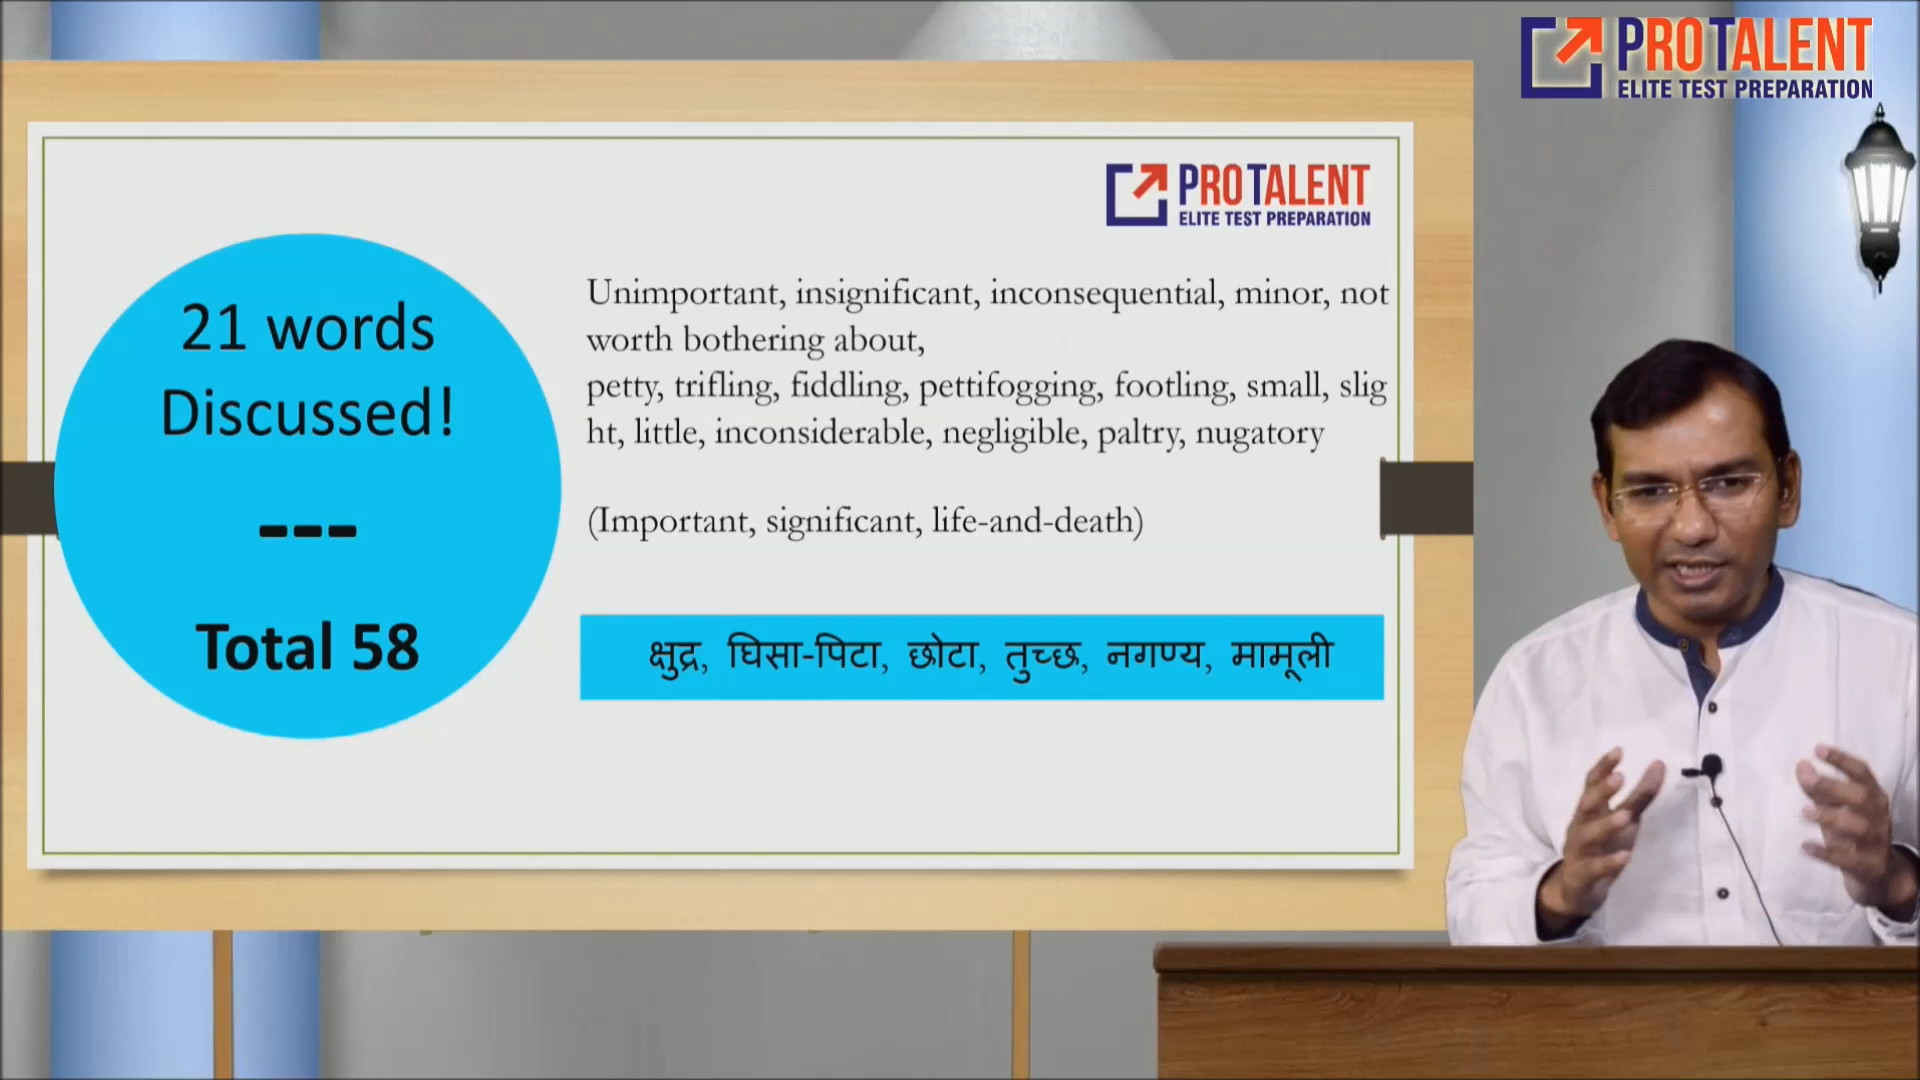 PROTALENT
ELITE TEST PREPARATION
PROTALENT
ELITE TEST PREPARATION
21 words
Discussed!
---
Total 58
Unimportant, insignificant, inconsequential, minor, not
worth bothering about,
petty, trifling, fiddling, pettifogging, footling, small, slig
ht, little, inconsiderable, negligible, paltry, nugatory
(Important, significant, life-and-death)
क्षुद्र, घिसा-पिटा, छोटा, तुच्छ, नगण्य, मामूली